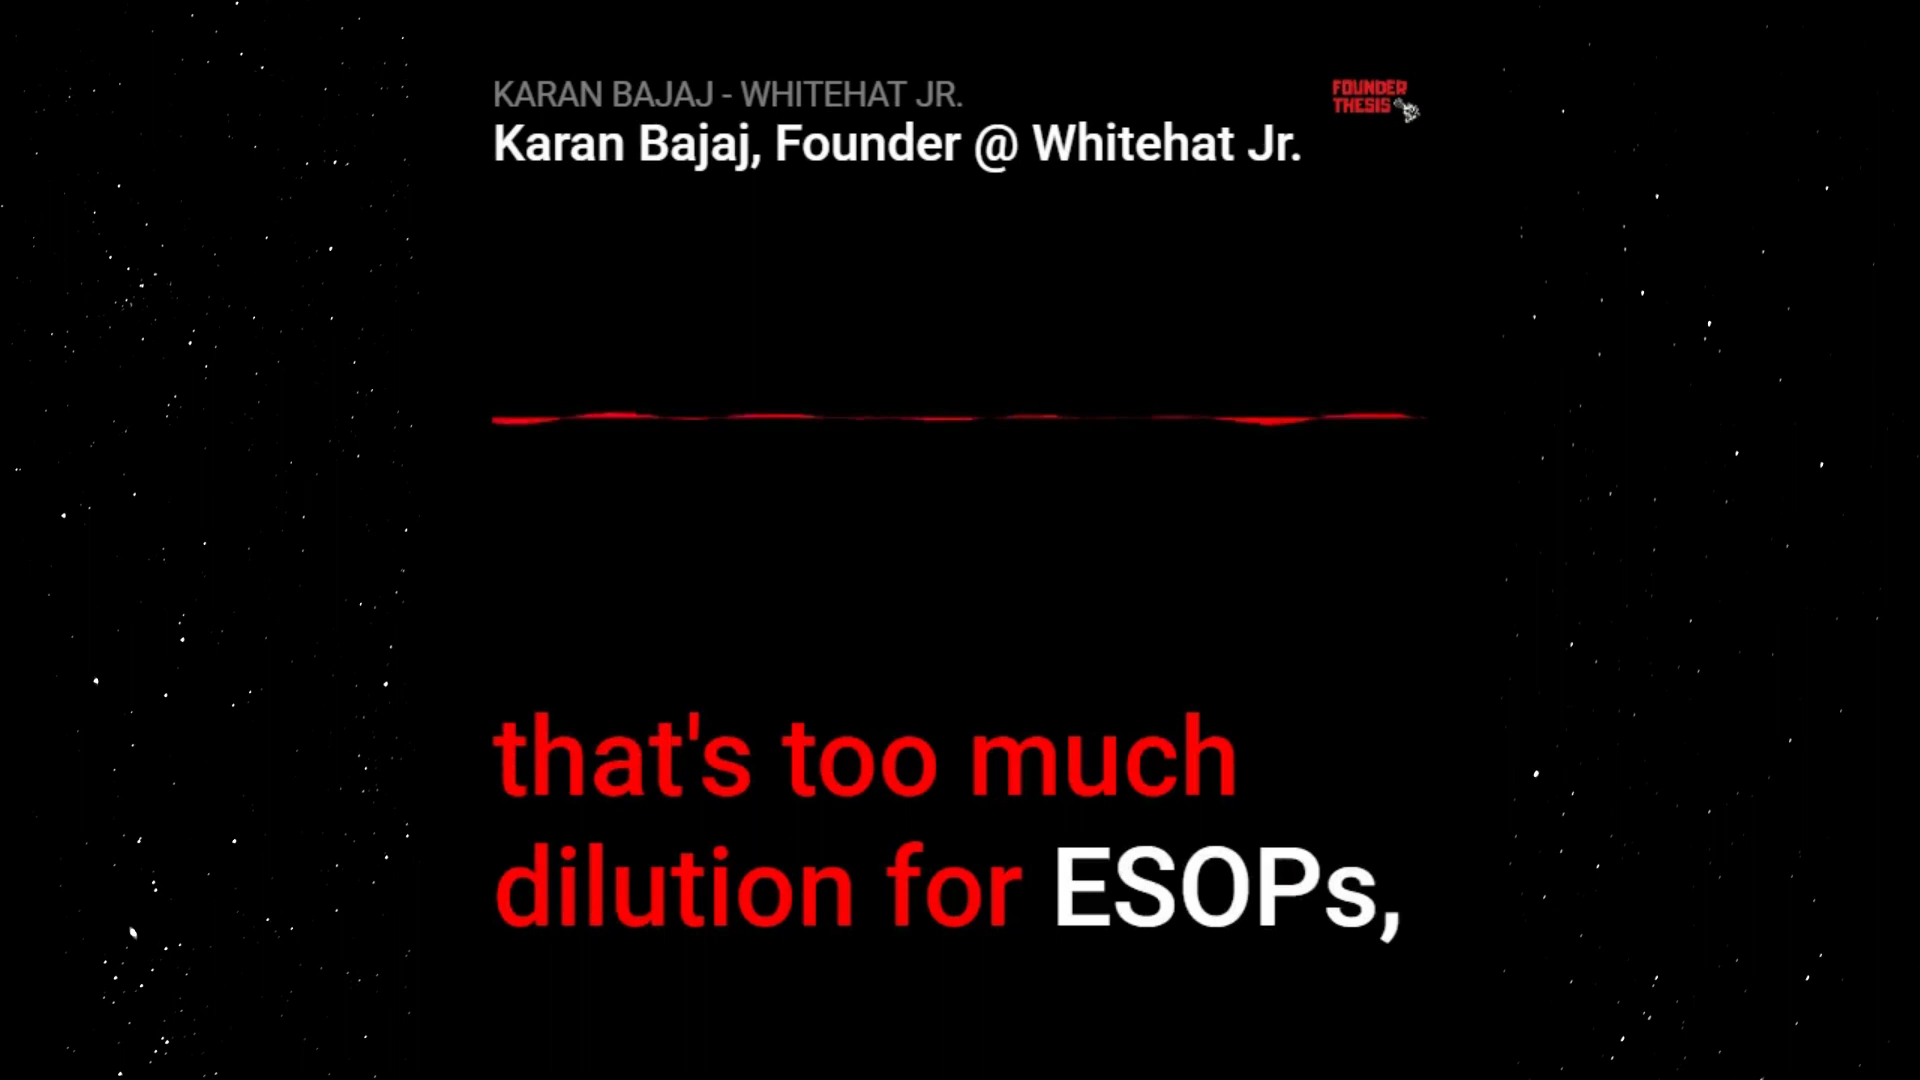 KARAN BAJAJ - WHITEHAT JR.
Karan Bajaj, Founder @ Whitehat Jr.
FOUNDER
THESIS
that's too much
dilution for ESOPs,